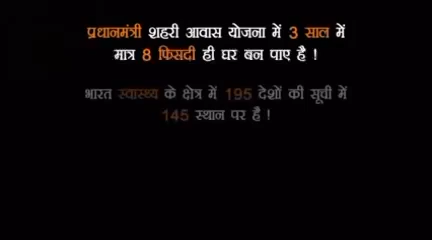 प्रधानमंत्री शहरी आवास योजना में 3 साल में
मात्र 8 फिसदी ही घर बन पाए है !
भारत स्वास्थ्य के क्षेत्र में 195 देशों की सूची में
145 स्थान पर है !